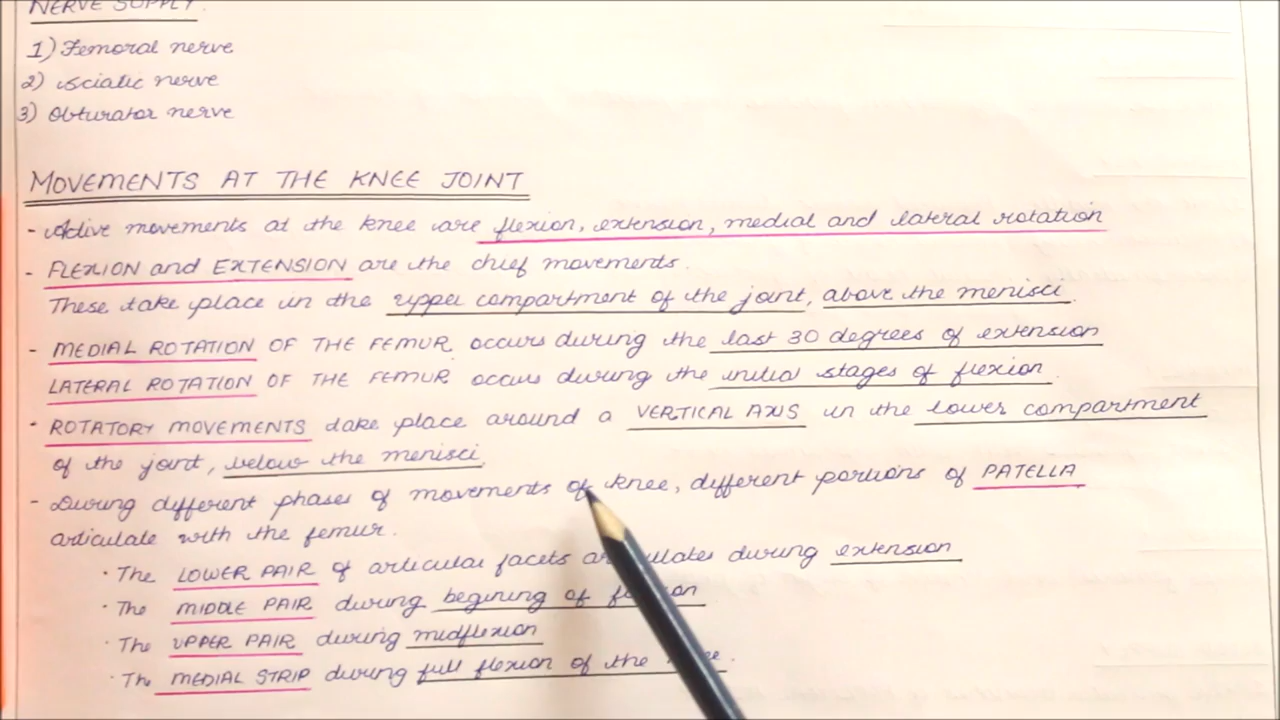 NERVE SUPPLY.
1) Femoral nerve
2) Sciatic nerve
3) Obturator nerve
MOVEMENTS AT THE KNEE JOINT
- Active movements at the knee are flexion, extension, medial and lateral rotation
- FLEXION and EXTENSION are the chief movements.
These take place in the upper compartment of the joint, above the menisci.
- MEDIAL ROTATION OF THE FEMUR occurs during the last 30 degrees of extension
LATERAL ROTATION OF THE FEMUR occurs during the initial stages of flexion.
- ROTATORY MOVEMENTS take place around a VERTICAL AXIS in the lower compartment
of the joint, below the menisci.
- During different phases of movements of knee, different portions of PATELLA
articulate with the femur.
· The LOWER PAIR of articular facets during extension
· The MIDDLE PAIR during begining of
· The UPPER PAIR during midflexion
· The MEDIAL STRIP during full flexion of the